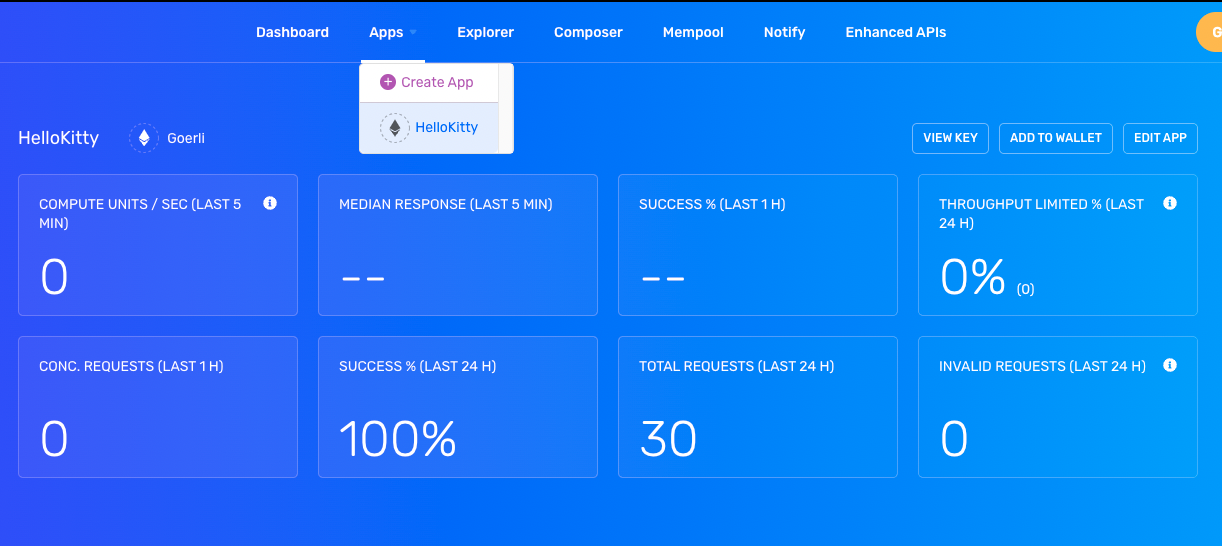 Dashboard Apps Explorer Composer Mempool Notify Enhanced APIs G
Create App
HelloKitty
HelloKitty Goerli
VIEW KEY ADD TO WALLET EDIT APP
COMPUTE UNITS / SEC (LAST 5
MIN)
0
MEDIAN RESPONSE (LAST 5 MIN)
--
SUCCESS % (LAST 1 H)
--
THROUGHPUT LIMITED % (LAST
24 H)
0% (0)
CONC. REQUESTS (LAST 1 H)
0
SUCCESS % (LAST 24 H)
100%
TOTAL REQUESTS (LAST 24 H)
30
INVALID REQUESTS (LAST 24 H)
0